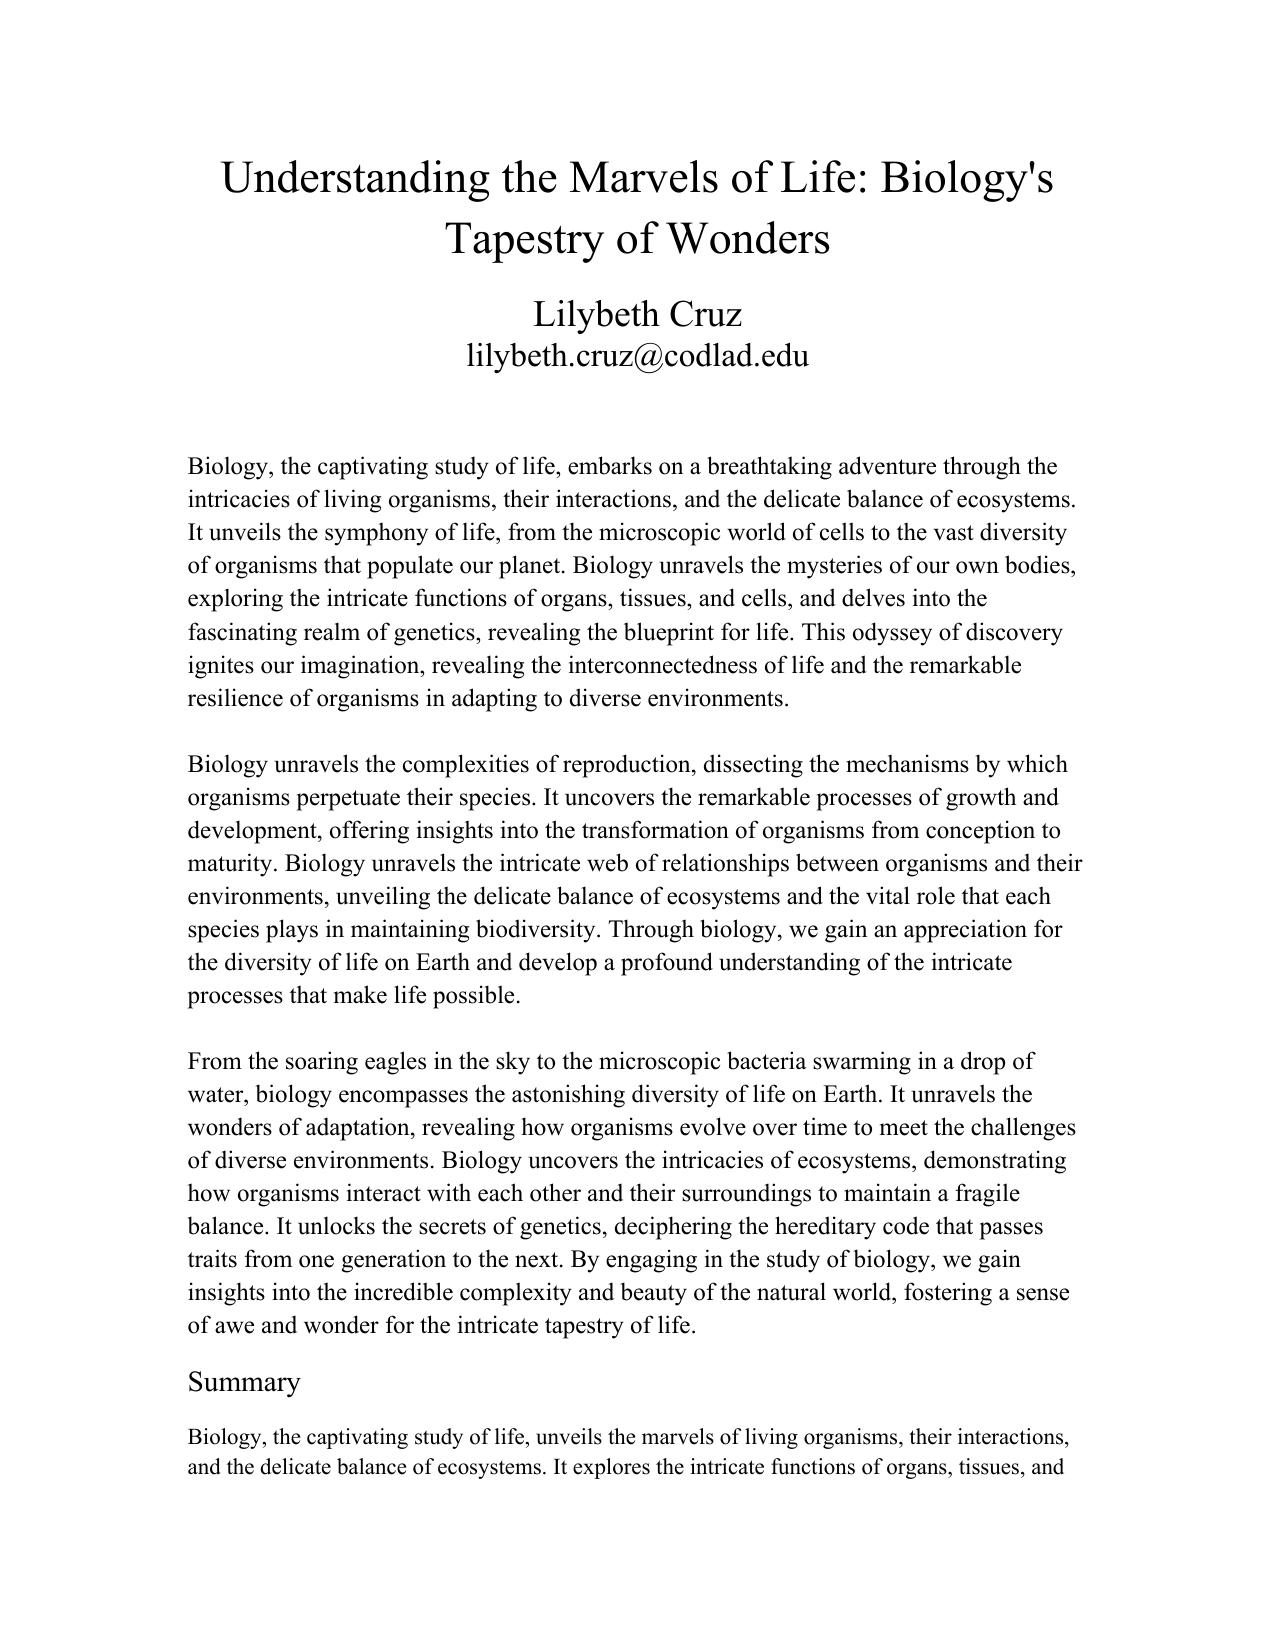 Understanding the Marvels of Life: Biology's
Tapestry of Wonders
Lilybeth Cruz
lilybeth.cruz@codlad.edu
Biology, the captivating study of life, embarks on a breathtaking adventure through the
intricacies of living organisms, their interactions, and the delicate balance of ecosystems.
It unveils the symphony of life, from the microscopic world of cells to the vast diversity
of organisms that populate our planet. Biology unravels the mysteries of our own bodies,
exploring the intricate functions of organs, tissues, and cells, and delves into the
fascinating realm of genetics, revealing the blueprint for life. This odyssey of discovery
ignites our imagination, revealing the interconnectedness of life and the remarkable
resilience of organisms in adapting to diverse environments.
Biology unravels the complexities of reproduction, dissecting the mechanisms by which
organisms perpetuate their species. It uncovers the remarkable processes of growth and
development, offering insights into the transformation of organisms from conception to
maturity. Biology unravels the intricate web of relationships between organisms and their
environments, unveiling the delicate balance of ecosystems and the vital role that each
species plays in maintaining biodiversity. Through biology, we gain an appreciation for
the diversity of life on Earth and develop a profound understanding of the intricate
processes that make life possible.
From the soaring eagles in the sky to the microscopic bacteria swarming in a drop of
water, biology encompasses the astonishing diversity of life on Earth. It unravels the
wonders of adaptation, revealing how organisms evolve over time to meet the challenges
of diverse environments. Biology uncovers the intricacies of ecosystems, demonstrating
how organisms interact with each other and their surroundings to maintain a fragile
balance. It unlocks the secrets of genetics, deciphering the hereditary code that passes
traits from one generation to the next. By engaging in the study of biology, we gain
insights into the incredible complexity and beauty of the natural world, fostering a sense
of awe and wonder for the intricate tapestry of life.
Summary
Biology, the captivating study of life, unveils the marvels of living organisms, their interactions,
and the delicate balance of ecosystems. It explores the intricate functions of organs, tissues, and